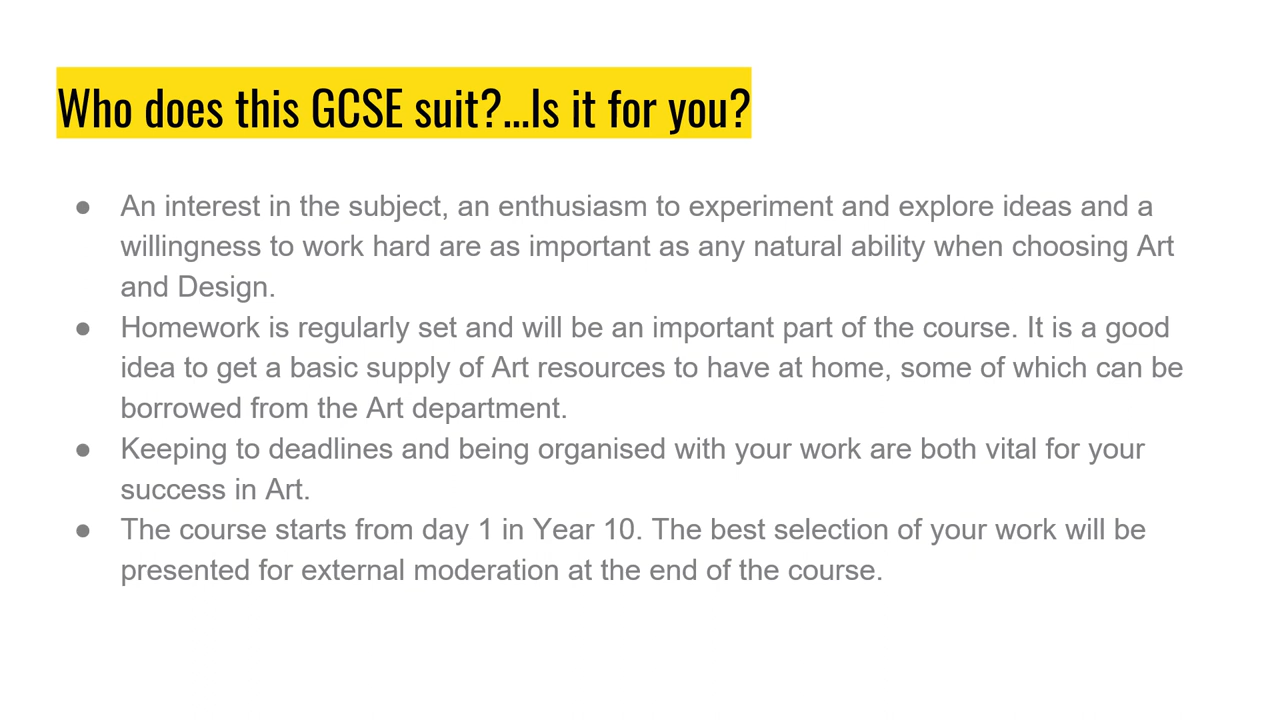 Who does this GCSE suit?...Is it for you?
● An interest in the subject, an enthusiasm to experiment and explore ideas and a
willingness to work hard are as important as any natural ability when choosing Art
and Design.
● Homework is regularly set and will be an important part of the course. It is a good
idea to get a basic supply of Art resources to have at home, some of which can be
borrowed from the Art department.
● Keeping to deadlines and being organised with your work are both vital for your
success in Art.
● The course starts from day 1 in Year 10. The best selection of your work will be
presented for external moderation at the end of the course.